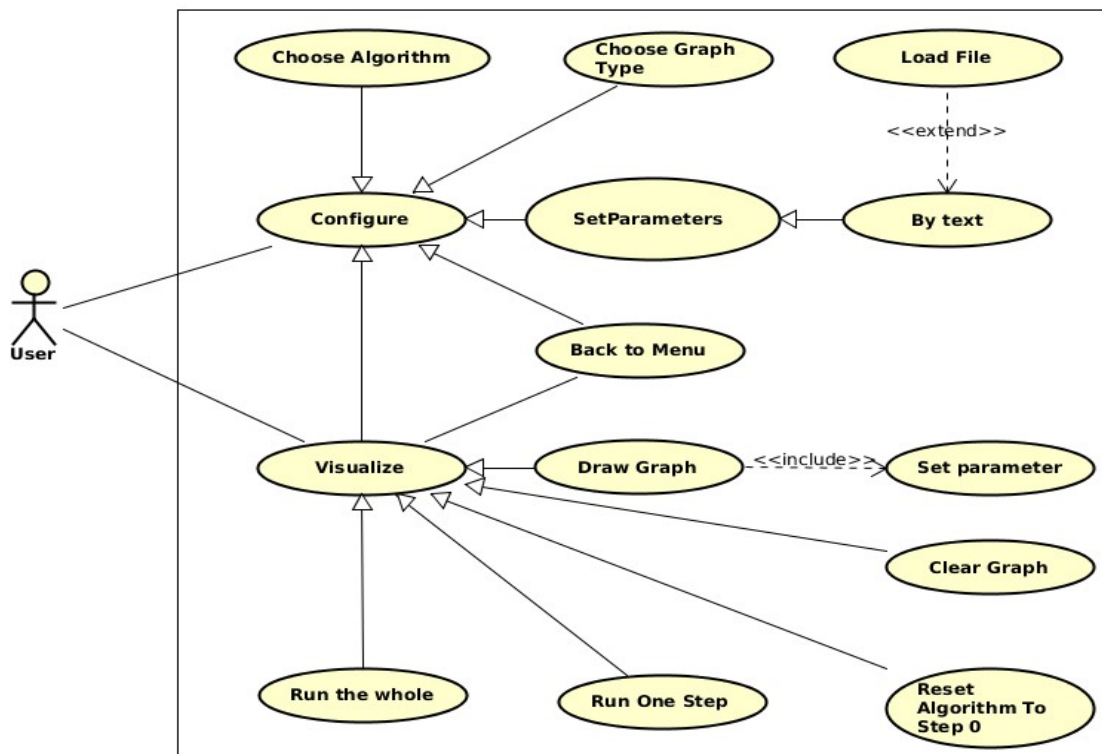 Choose Algorithm
Choose Graph
Type
Load File
<<extend>>
Configure
SetParameters
By text
User
Back to Menu
Visualize
Draw Graph
<<include>>
Set parameter
Clear Graph
Run the whole
Run One Step
Reset
Algorithm To
Step 0